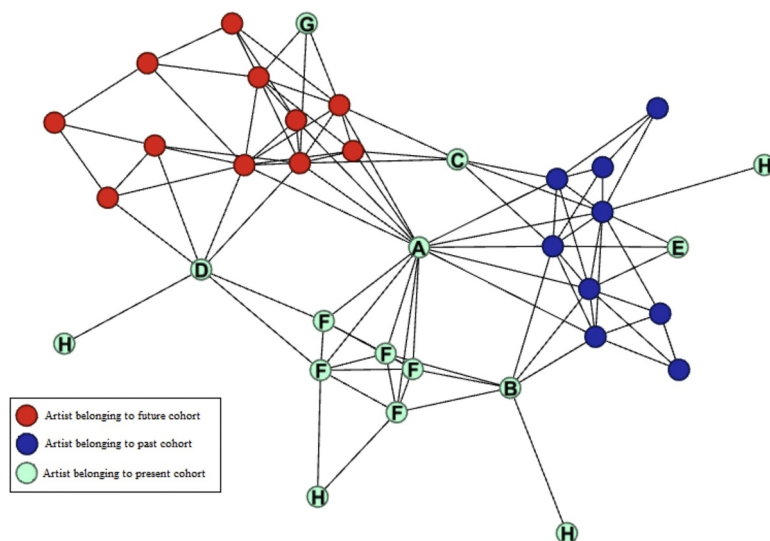 G
C
H
A
E
D
F
H
F
F
F
B
F
H
H
Artist belonging to future cohort
Artist belonging to past cohort
Artist belonging to present cohort